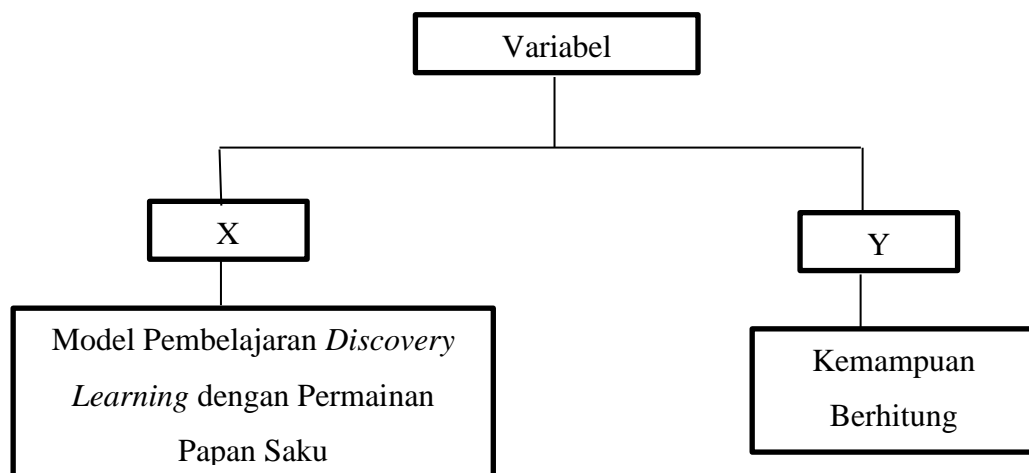 Variabel
X
Y
Model Pembelajaran Discovery
Learning dengan Permainan
Papan Saku
Kemampuan
Berhitung